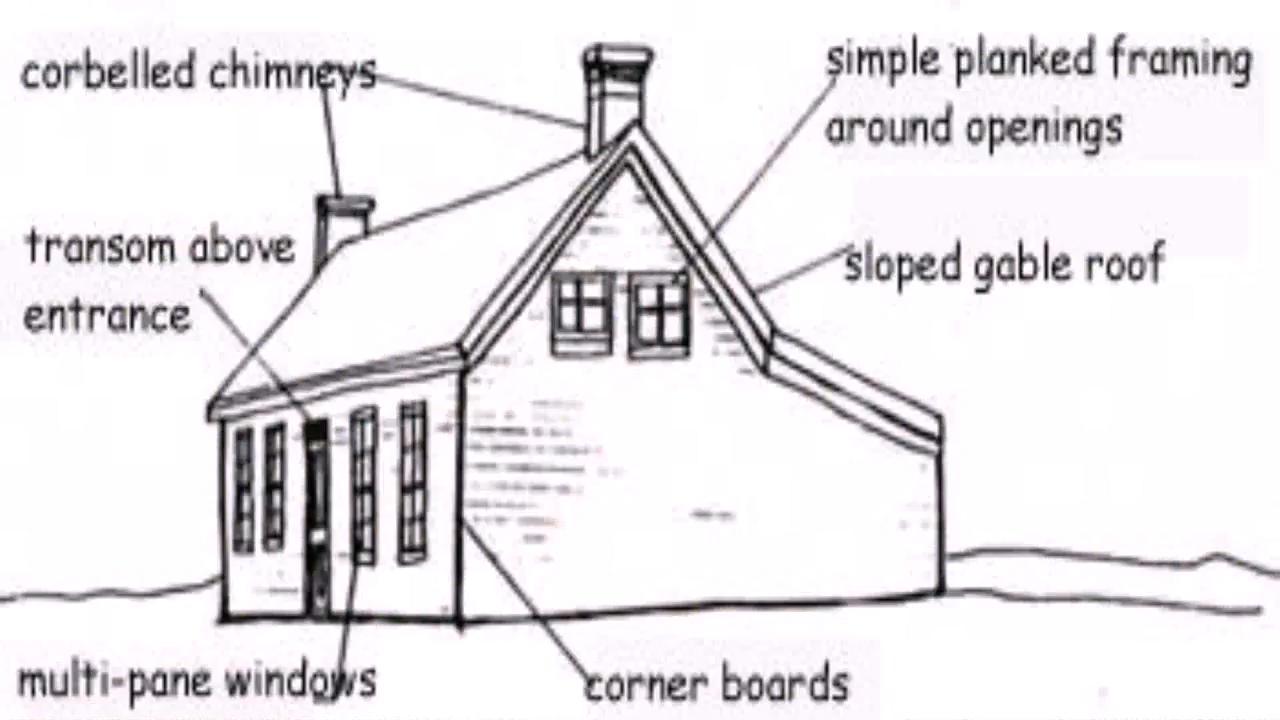 corbelled chimneys
simple planked framing
around openings
transom above
entrance
sloped gable roof
multi-pane windows
corner boards